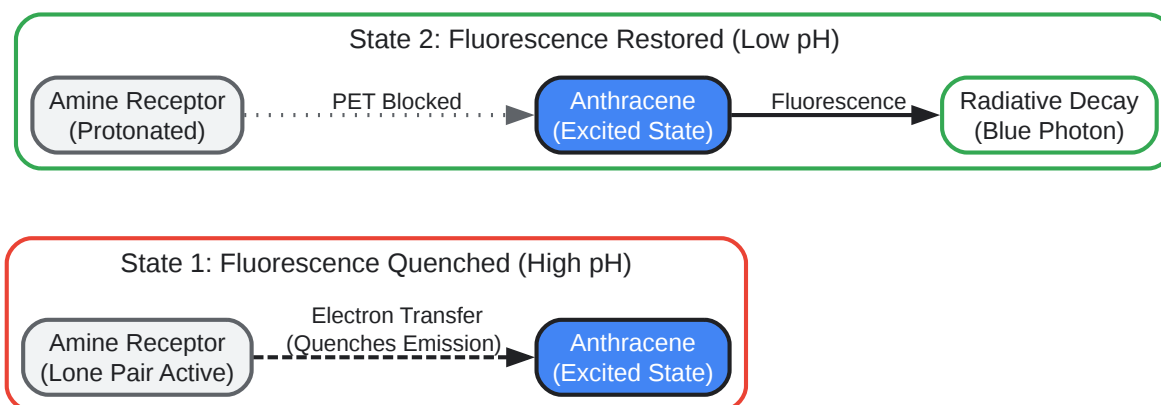 State 2: Fluorescence Restored (Low pH)
Amine Receptor
(Protonated)
PET Blocked
Anthracene
(Excited State)
Fluorescence
Radiative Decay
(Blue Photon)
State 1: Fluorescence Quenched (High pH)
Amine Receptor
(Lone Pair Active)
Electron Transfer
(Quenches Emission)
Anthracene
(Excited State)